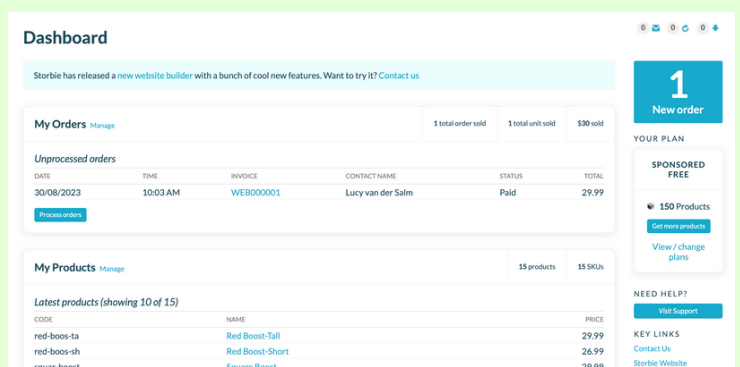 Dashboard
0 0 0
Storbie has released a new website builder with a bunch of cool new features. Want to try it? Contact us
1
New order
My Orders Manage
1 total order sold
1 total unit sold
$30 sold
Unprocessed orders
DATE TIME INVOICE CONTACT NAME STATUS TOTAL
30/08/2023 10:03 AM WEB000001 Lucy van der Salm Paid 29.99
Process orders
YOUR PLAN
SPONSORED
FREE
150 Products
Get more products
View / change
plans
My Products Manage
15 products
15 SKUs
Latest products (showing 10 of 15)
CODE NAME PRICE
red-boos-ta Red Boost-Tall 29.99
red-boos-sh Red Boost-Short 26.99
NEED HELP?
Visit Support
KEY LINKS
Contact Us
Storbie Website